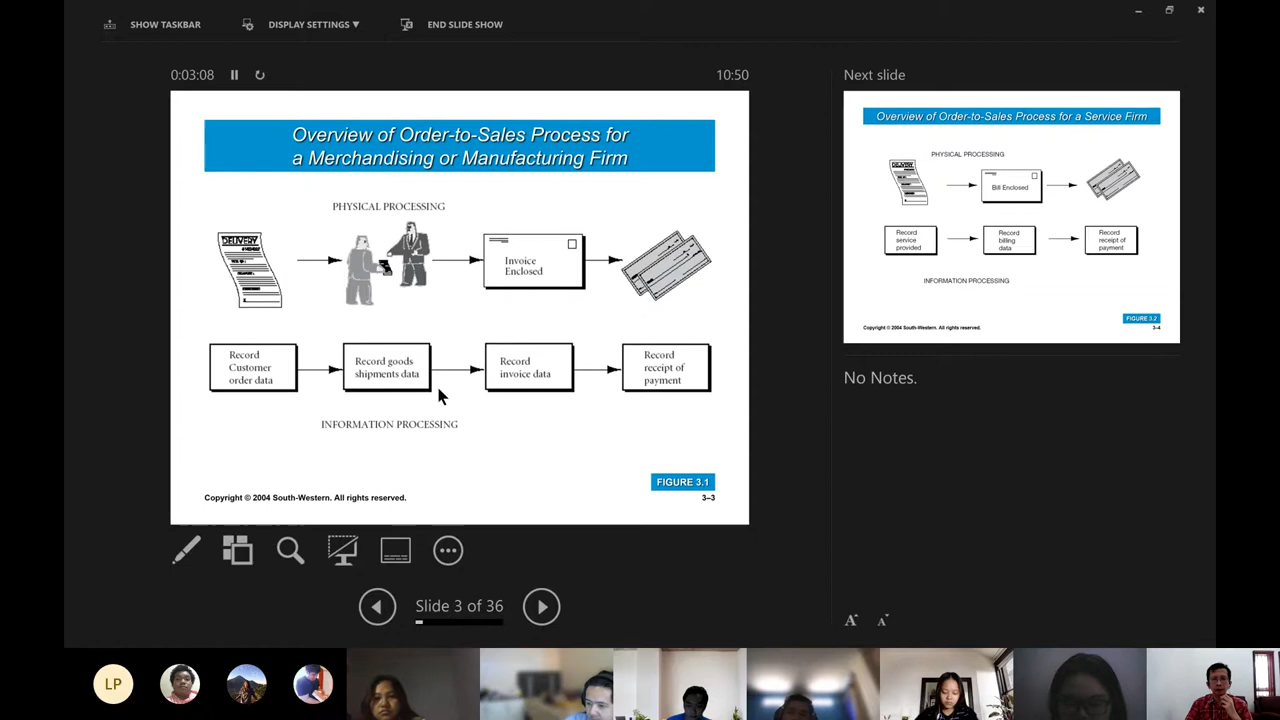 SHOW TASKBAR
DISPLAY SETTINGS ▼
END SLIDE SHOW
0:03:08
10:50
Overview of Order-to-Sales Process for
a Merchandising or Manufacturing Firm
PHYSICAL PROCESSING
DELIVERY
Invoice
Enclosed
Record
Customer
order data
Record goods
shipments data
Record
invoice data
Record
receipt of
payment
INFORMATION PROCESSING
FIGURE 3.1
Copyright © 2004 South-Western. All rights reserved.
3–3
Slide 3 of 36
Next slide
Overview of Order-to-Sales Process for a Service Firm
PHYSICAL PROCESSING
DELIVERY
Bill Enclosed
Record
service
provided
Record
billing
data
Record
receipt of
payment
INFORMATION PROCESSING
FIGURE 3.2
Copyright © 2004 South-Western. All rights reserved.
3–4
No Notes.
A A
LP